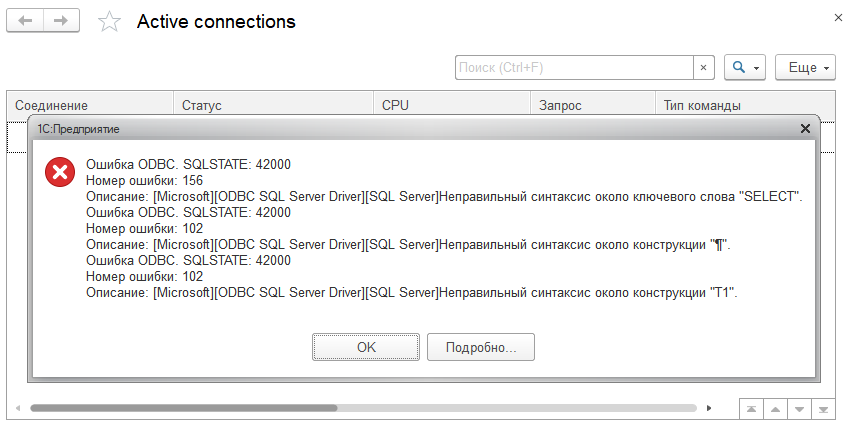 Active connections
Поиск (Ctrl+F)
Еще
Соединение Статус CPU Запрос Тип команды
1С:Предприятие
Ошибка ODBC. SQLSTATE: 42000
Номер ошибки: 156
Описание: [Microsoft][ODBC SQL Server Driver][SQL Server]Неправильный синтаксис около ключевого слова "SELECT".
Ошибка ODBC. SQLSTATE: 42000
Номер ошибки: 102
Описание: [Microsoft][ODBC SQL Server Driver][SQL Server]Неправильный синтаксис около конструкции "¶".
Ошибка ODBC. SQLSTATE: 42000
Номер ошибки: 102
Описание: [Microsoft][ODBC SQL Server Driver][SQL Server]Неправильный синтаксис около конструкции "T1".
OK
Подробно...